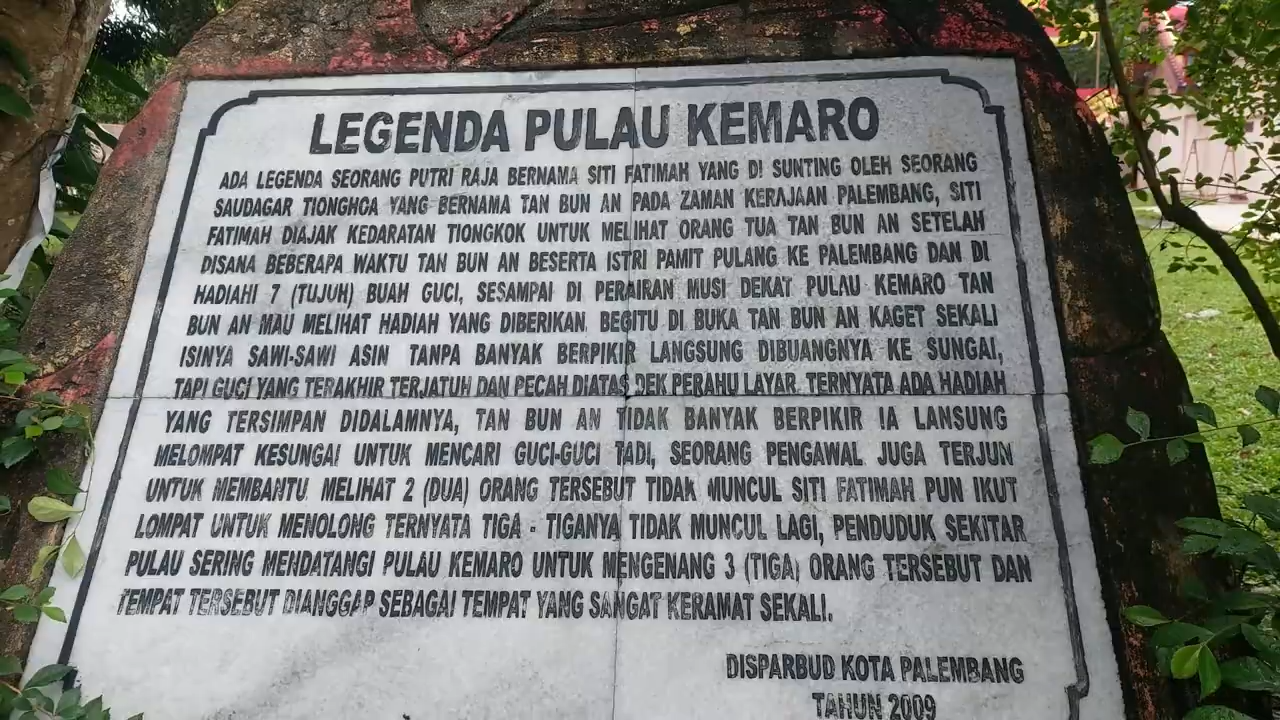 LEGENDA PULAU KEMARO
ADA LEGENDA SEORANG PUTRI RAJA BERNAMA SITI FATIMAH YANG DI SUNTING OLEH SEORANG
SAUDAGAR TIONGHOA YANG BERNAMA TAN BUN AN PADA ZAMAN KERAJAAN PALEMBANG, SITI
FATIMAH DIAJAK KEDARATAN TIONGKOK UNTUK MELIHAT ORANG TUA TAN BUN AN SETELAH
DISANA BEBERAPA WAKTU TAN BUN AN BESERTA ISTRI PAMIT PULANG KE PALEMBANG DAN DI
HADIAHI 7 (TUJUH) BUAH GUCI, SESAMPAI DI PERAIRAN MUSI DEKAT PULAU KEMARO TAN
BUN AN MAU MELIHAT HADIAH YANG DIBERIKAN. BEGITU DI BUKA TAN BUN AN KAGET SEKALI
ISINYA SAWI-SAWI ASIN TANPA BANYAK BERPIKIR LANGSUNG DIBUANGNYA KE SUNGAI,
TAPI GUCI YANG TERAKHIR TERJATUH DAN PECAH DIATAS DEK PERAHU LAYAR. TERNYATA ADA HADIAH
YANG TERSIMPAN DIDALAMNYA, TAN BUN AN TIDAK BANYAK BERPIKIR IA LANSUNG
MELOMPAT KESUNGAI UNTUK MENCARI GUCI-GUCI TADI, SEORANG PENGAWAL JUGA TERJUN
UNTUK MEMBANTU. MELIHAT 2 (DUA) ORANG TERSEBUT TIDAK MUNCUL SITI FATIMAH PUN IKUT
LOMPAT UNTUK MENOLONG TERNYATA TIGA - TIGANYA TIDAK MUNCUL LAGI, PENDUDUK SEKITAR
PULAU SERING MENDATANGI PULAU KEMARO UNTUK MENGENANG 3 (TIGA) ORANG TERSEBUT DAN
TEMPAT TERSEBUT DIANGGAP SEBAGAI TEMPAT YANG SANGAT KERAMAT SEKALI.
DISPARBUD KOTA PALEMBANG
TAHUN 2009